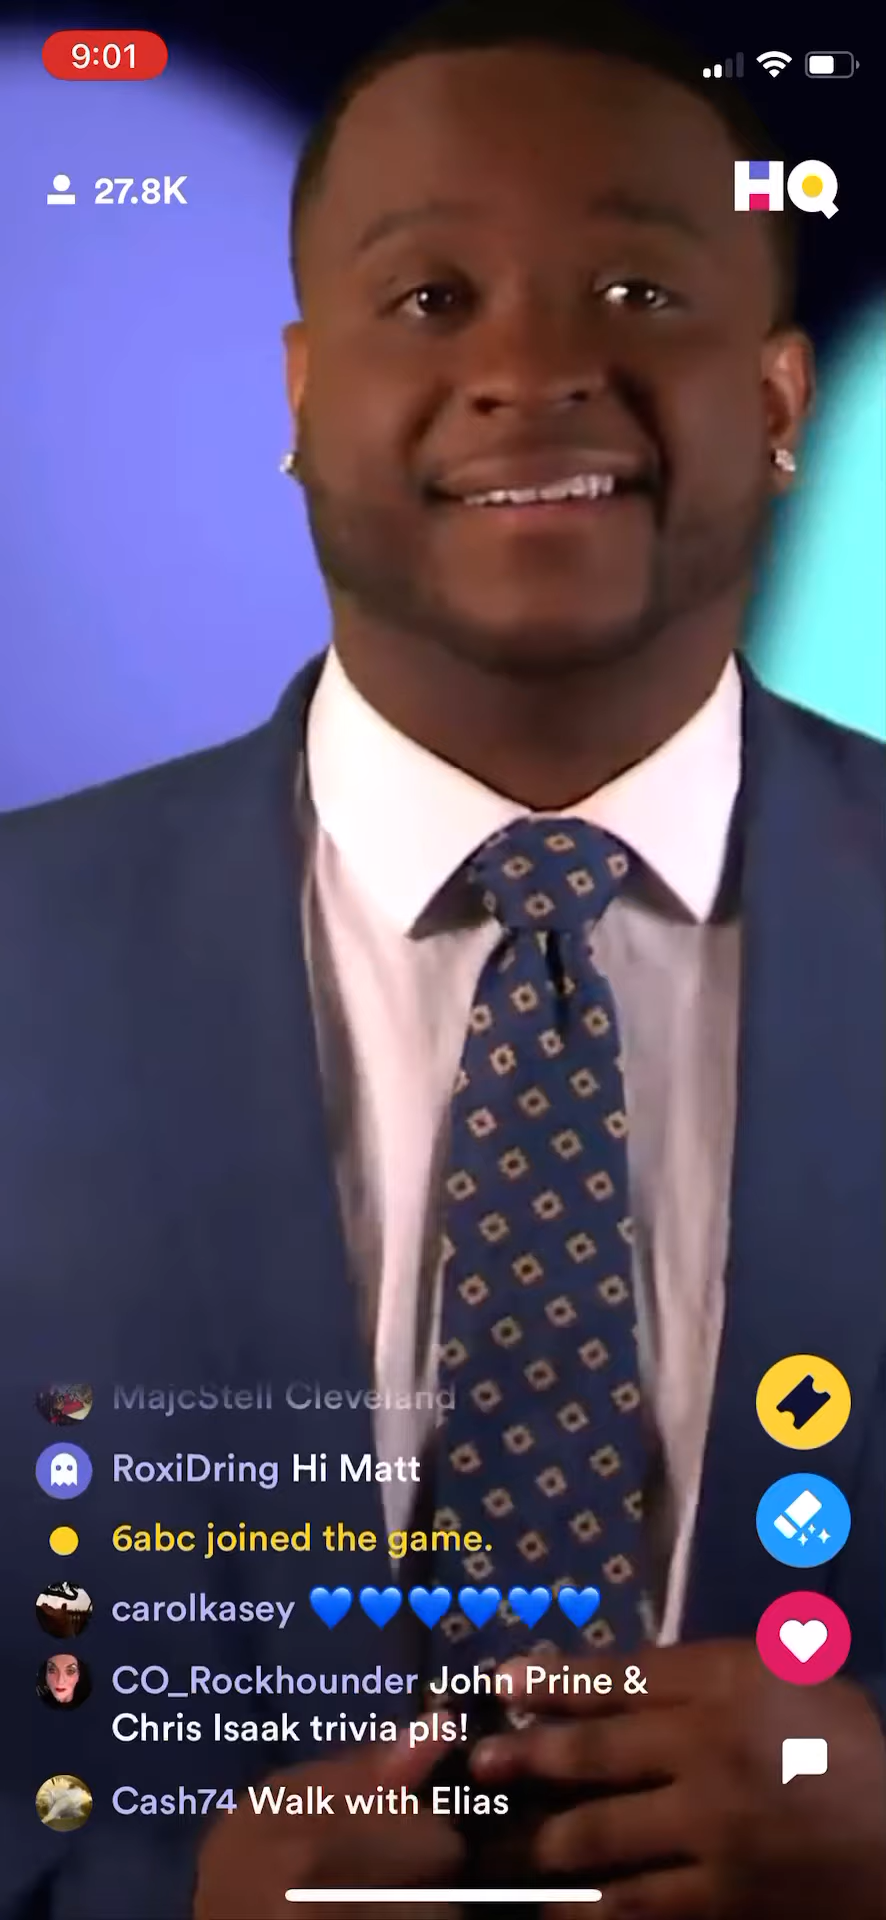 9:01
27.8K
HQ
MajcStell Cleveland
RoxiDring Hi Matt
6abc joined the game.
carolkasey 💙💙💙💙💙💙
CO_Rockhounder John Prine &
Chris Isaak trivia pls!
Cash74 Walk with Elias